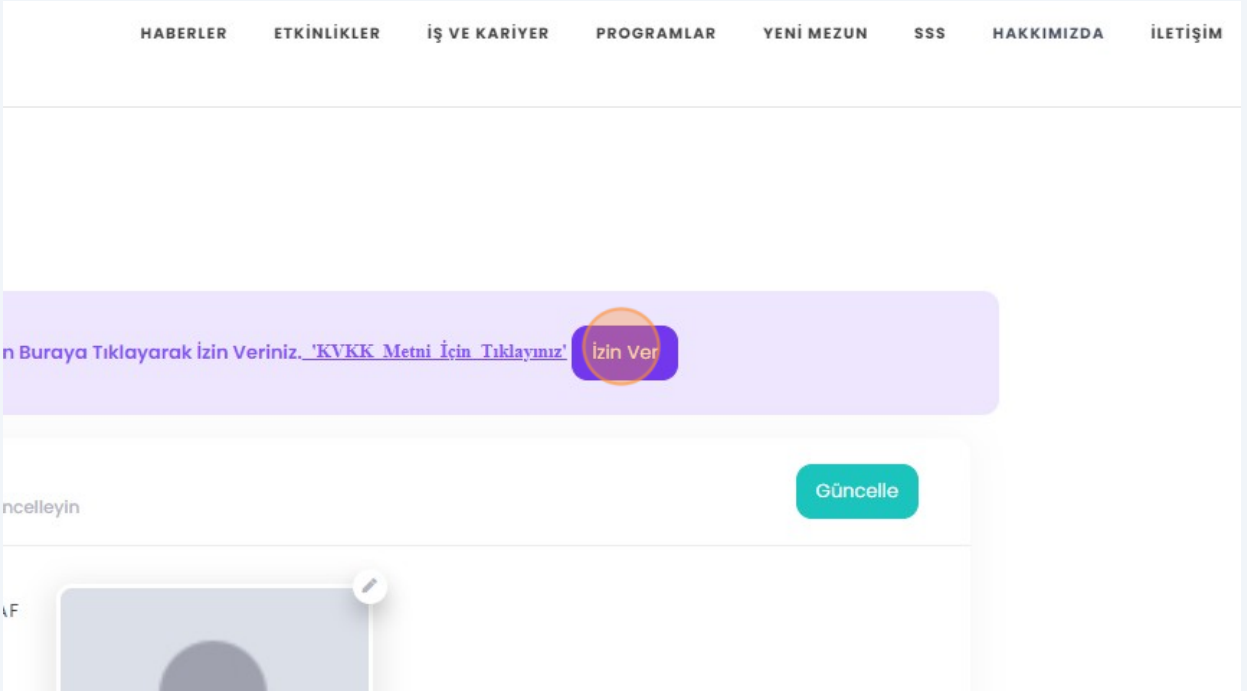 HABERLER ETKİNLİKLER İŞ VE KARİYER PROGRAMLAR YENİ MEZUN SSS HAKKIMIZDA İLETİŞİM
n Buraya Tıklayarak İzin Veriniz. 'KVKK Metni İçin Tıklayınız' İzin Ver
Güncelle
ncelleyin
AF